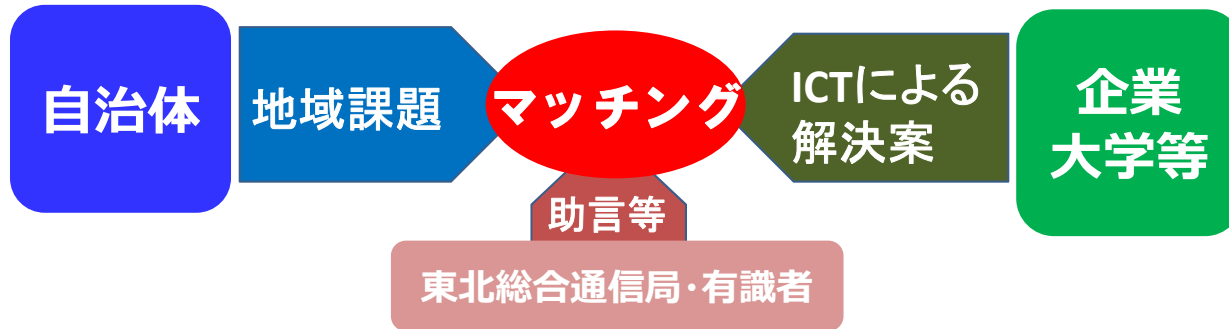 自治体
地域課題
マッチング
ICTによる
解決案
企業
大学等
助言等
東北総合通信局・有識者